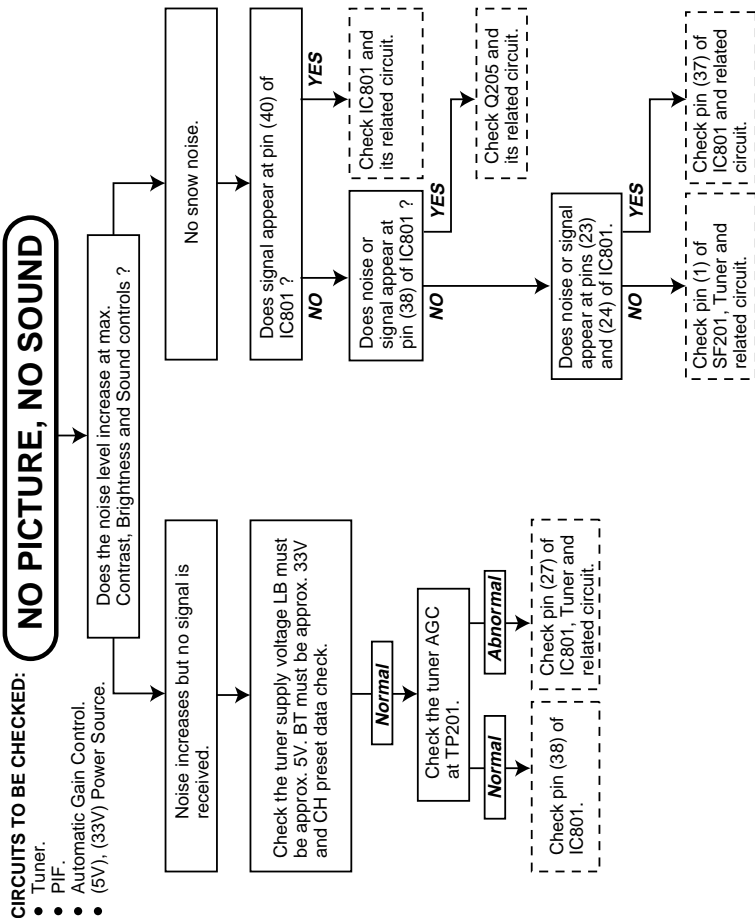 NO PICTURE, NO SOUND
CIRCUITS TO BE CHECKED:
● Tuner.
● PIF.
● Automatic Gain Control.
● (5V), (33V) Power Source.
Does the noise level increase at max.
Contrast, Brightness and Sound controls ?
Noise increases but no signal is
received.
Check the tuner supply voltage LB must
be approx. 5V. BT must be approx. 33V
and CH preset data check.
Normal
Check the tuner AGC
at TP201.
Normal
Abnormal
Check pin (38) of
IC801.
Check pin (27) of
IC801, Tuner and
related circuit.
No snow noise.
Does signal appear at pin (40) of
IC801 ?
NO
YES
Check IC801 and
its related circuit.
Does noise or
signal appear at
pin (38) of IC801 ?
NO
YES
Check Q205 and
its related circuit.
Does noise or signal
appear at pins (23)
and (24) of IC801.
NO
YES
Check pin (1) of
SF201, Tuner and
related circuit.
Check pin (37) of
IC801 and related
circuit.